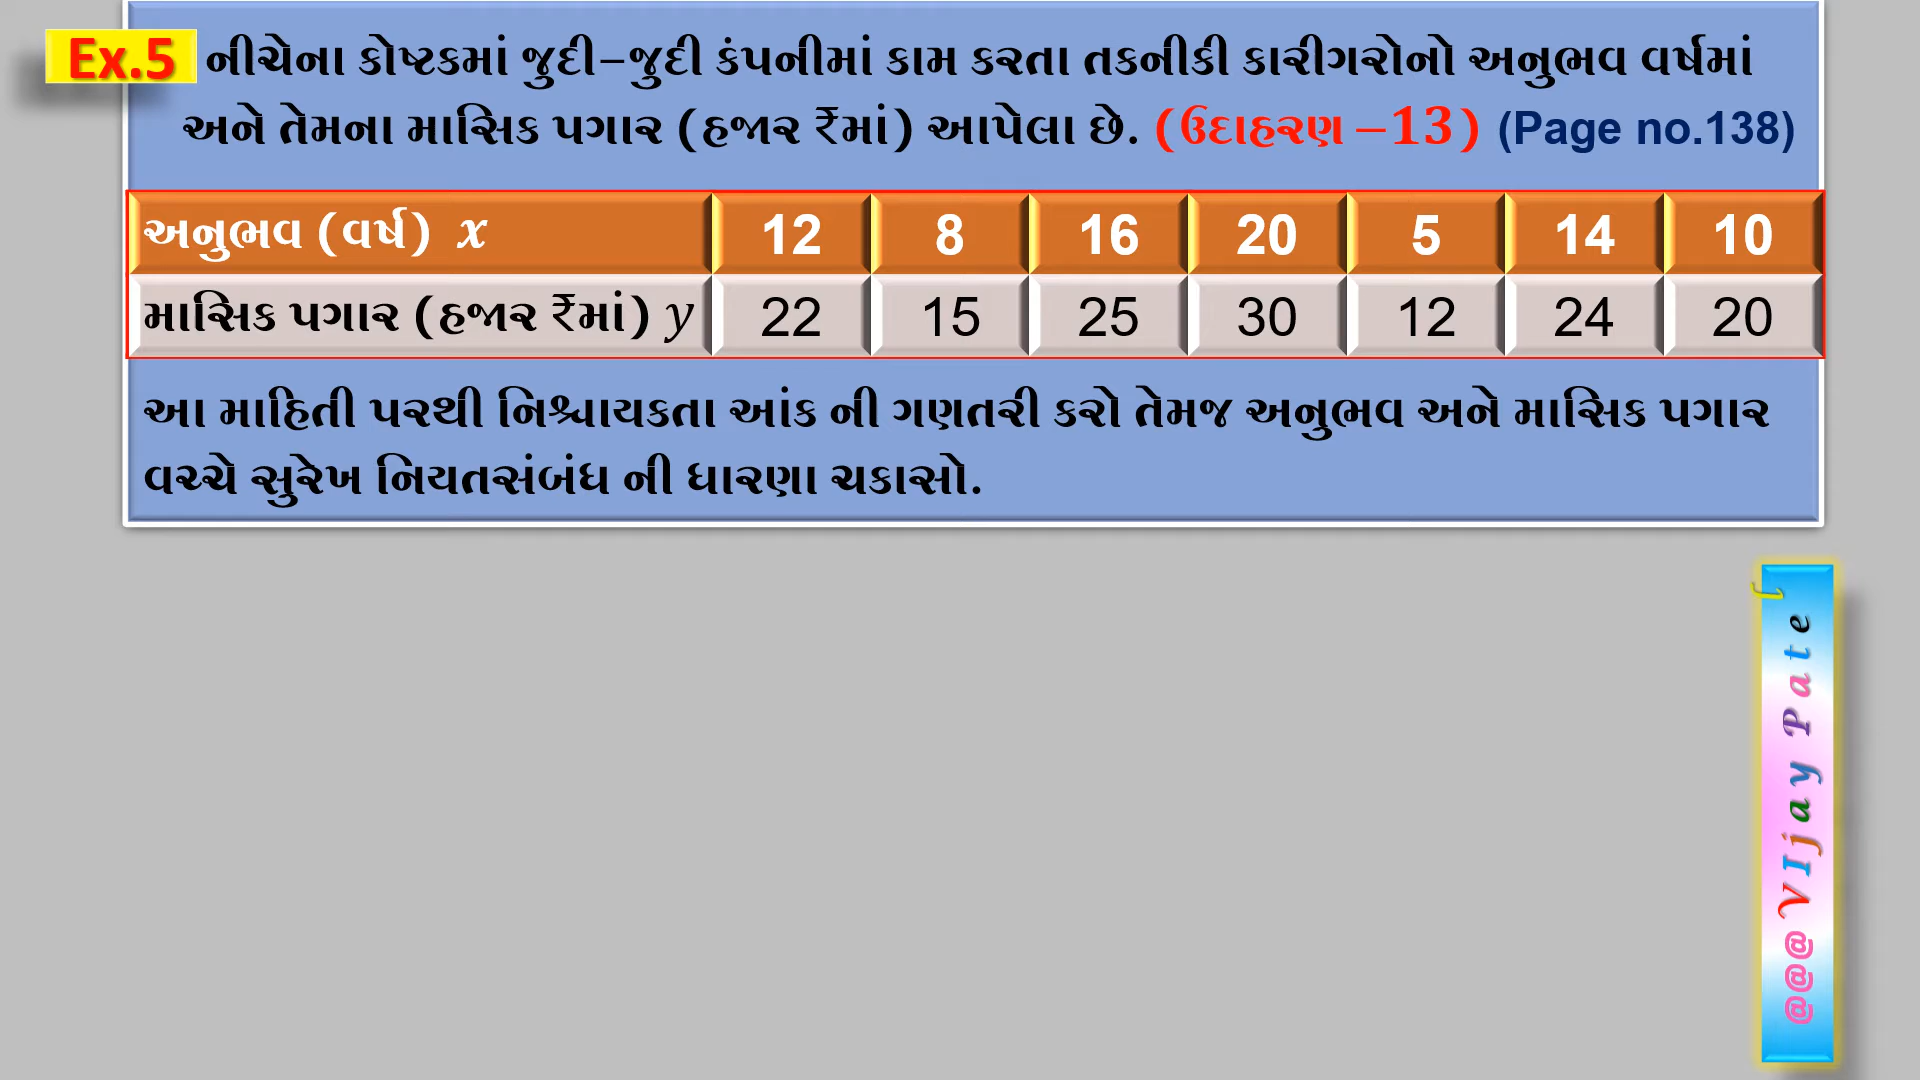 Ex.5 નીચેના કોષ્ટકમાં જુદી-જુદી કંપનીમાં કામ કરતા તકનીકી કારીગરોનો અનુભવ વર્ષમાં
અને તેમના માસિક પગાર (હજાર ₹માં) આપેલા છે. (ઉદાહરણ –13) (Page no.138)
અનુભવ (વર્ષ) x 12 8 16 20 5 14 10
માસિક પગાર (હજાર ₹માં) y 22 15 25 30 12 24 20
આ માહિતી પરથી નિશ્ચાયકતા આંક ની ગણતરી કરો તેમજ અનુભવ અને માસિક પગાર
વચ્ચે સુરેખ નિયતસંબંધ ની ધારણા ચકાસો.
@@@VIjay Patel